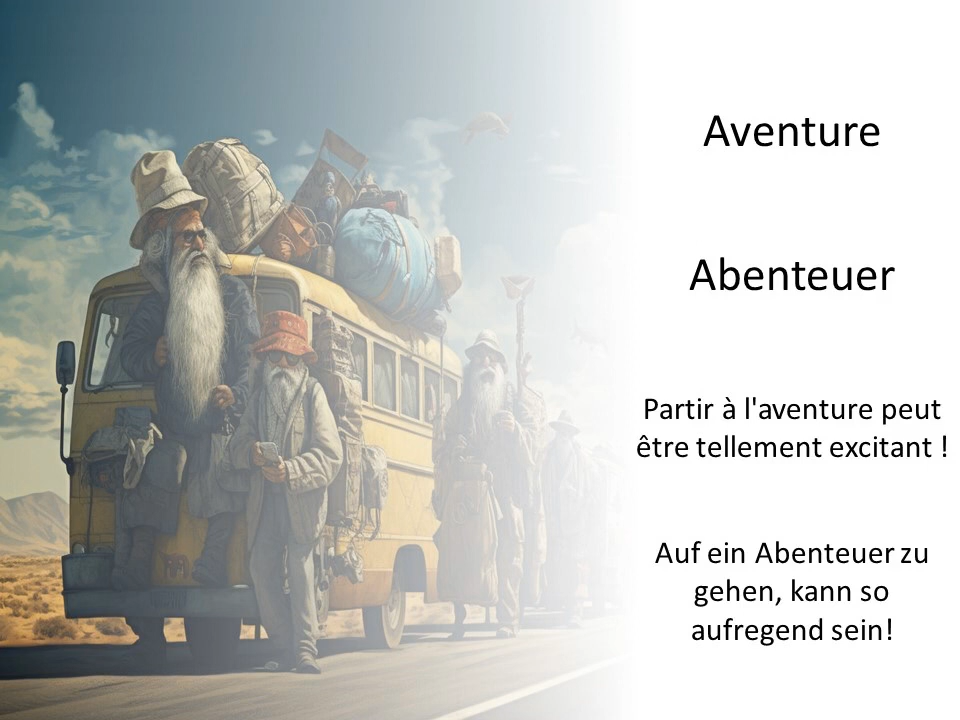 Aventure
Abenteuer
Partir à l'aventure peut
être tellement excitant !
Auf ein Abenteuer zu
gehen, kann so
aufregend sein!